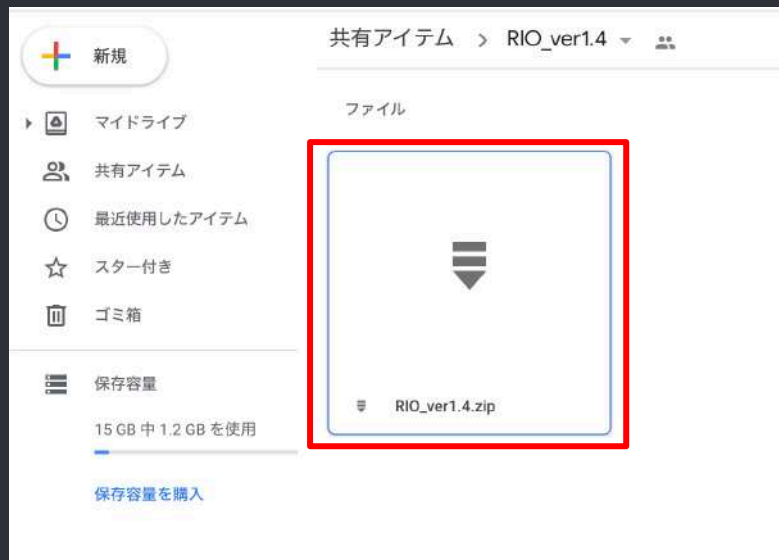 新規
マイドライブ
共有アイテム
最近使用したアイテム
スター付き
ゴミ箱
保存容量
15 GB 中 1.2 GB を使用
保存容量を購入
共有アイテム > RIO_ver1.4
ファイル
RIO_ver1.4.zip